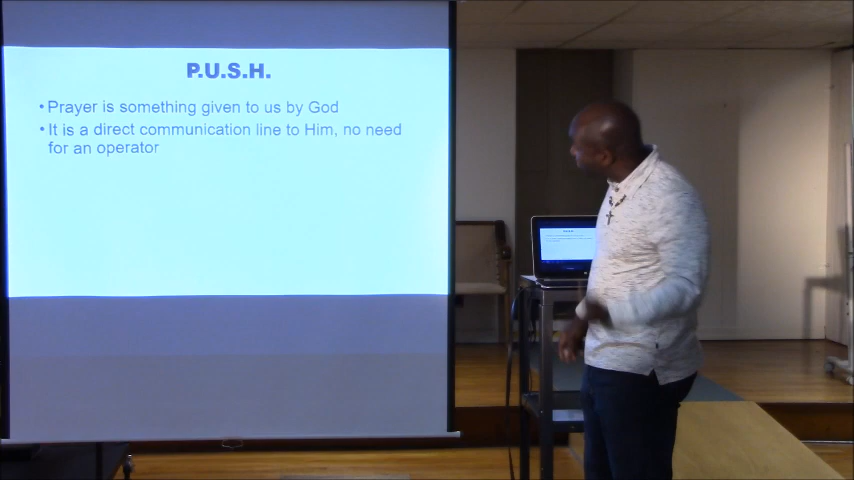 P.U.S.H.
• Prayer is something given to us by God
• It is a direct communication line to Him, no need
for an operator